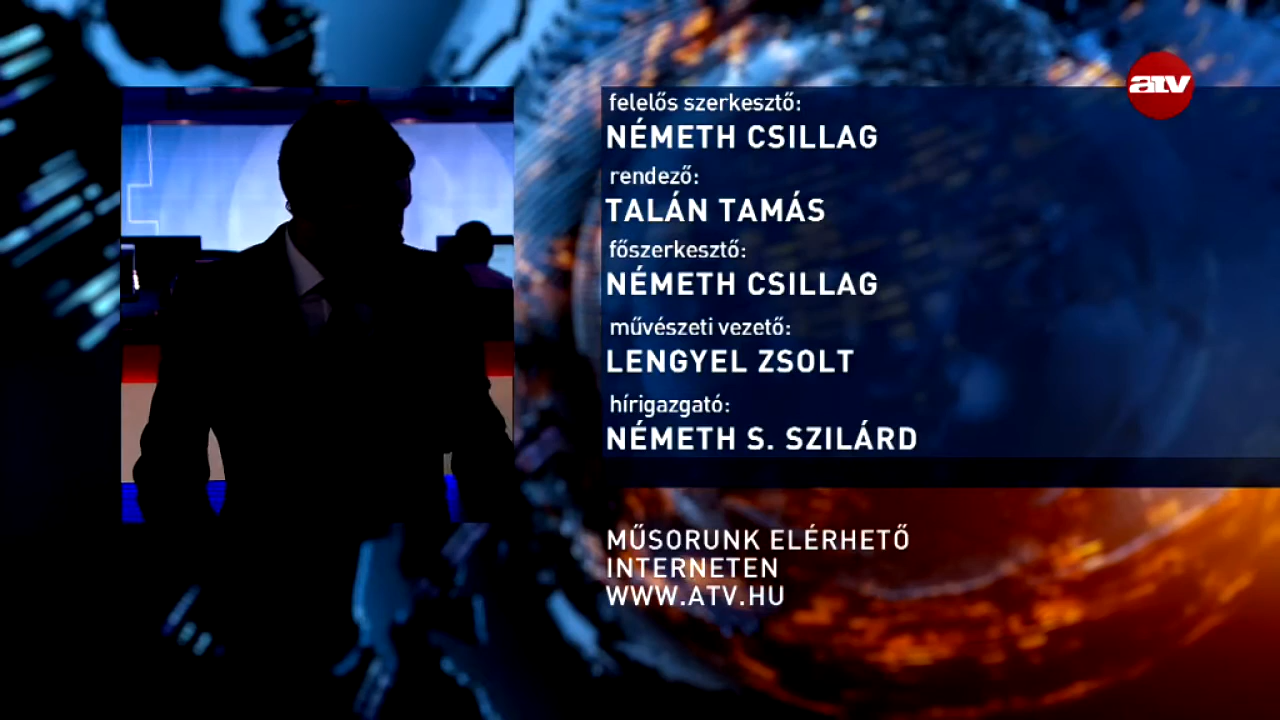 atv
felelős szerkesztő:
NÉMETH CSILLAG
rendező:
TALÁN TAMÁS
főszerkesztő:
NÉMETH CSILLAG
művészeti vezető:
LENGYEL ZSOLT
hírigazgató:
NÉMETH S. SZILÁRD
MŰSORUNK ELÉRHETŐ
INTERNETEN
WWW.ATV.HU